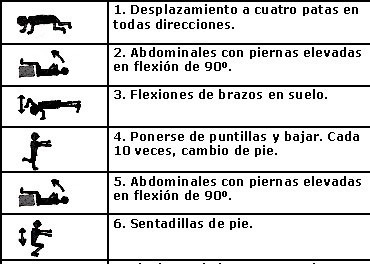 1. Desplazamiento a cuatro patas en
todas direcciones.
2. Abdominales con piernas elevadas
en flexión de 90º.
3. Flexiones de brazos en suelo.
4. Ponerse de puntillas y bajar. Cada
10 veces, cambio de pie.
5. Abdominales con piernas elevadas
en flexión de 90º.
6. Sentadillas de pie.